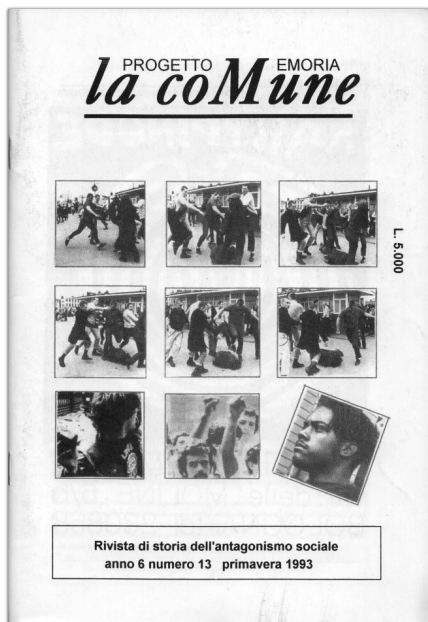 PROGETTO EMORIA
la coMune
L. 5.000
Rivista di storia dell'antagonismo sociale
anno 6 numero 13 primavera 1993